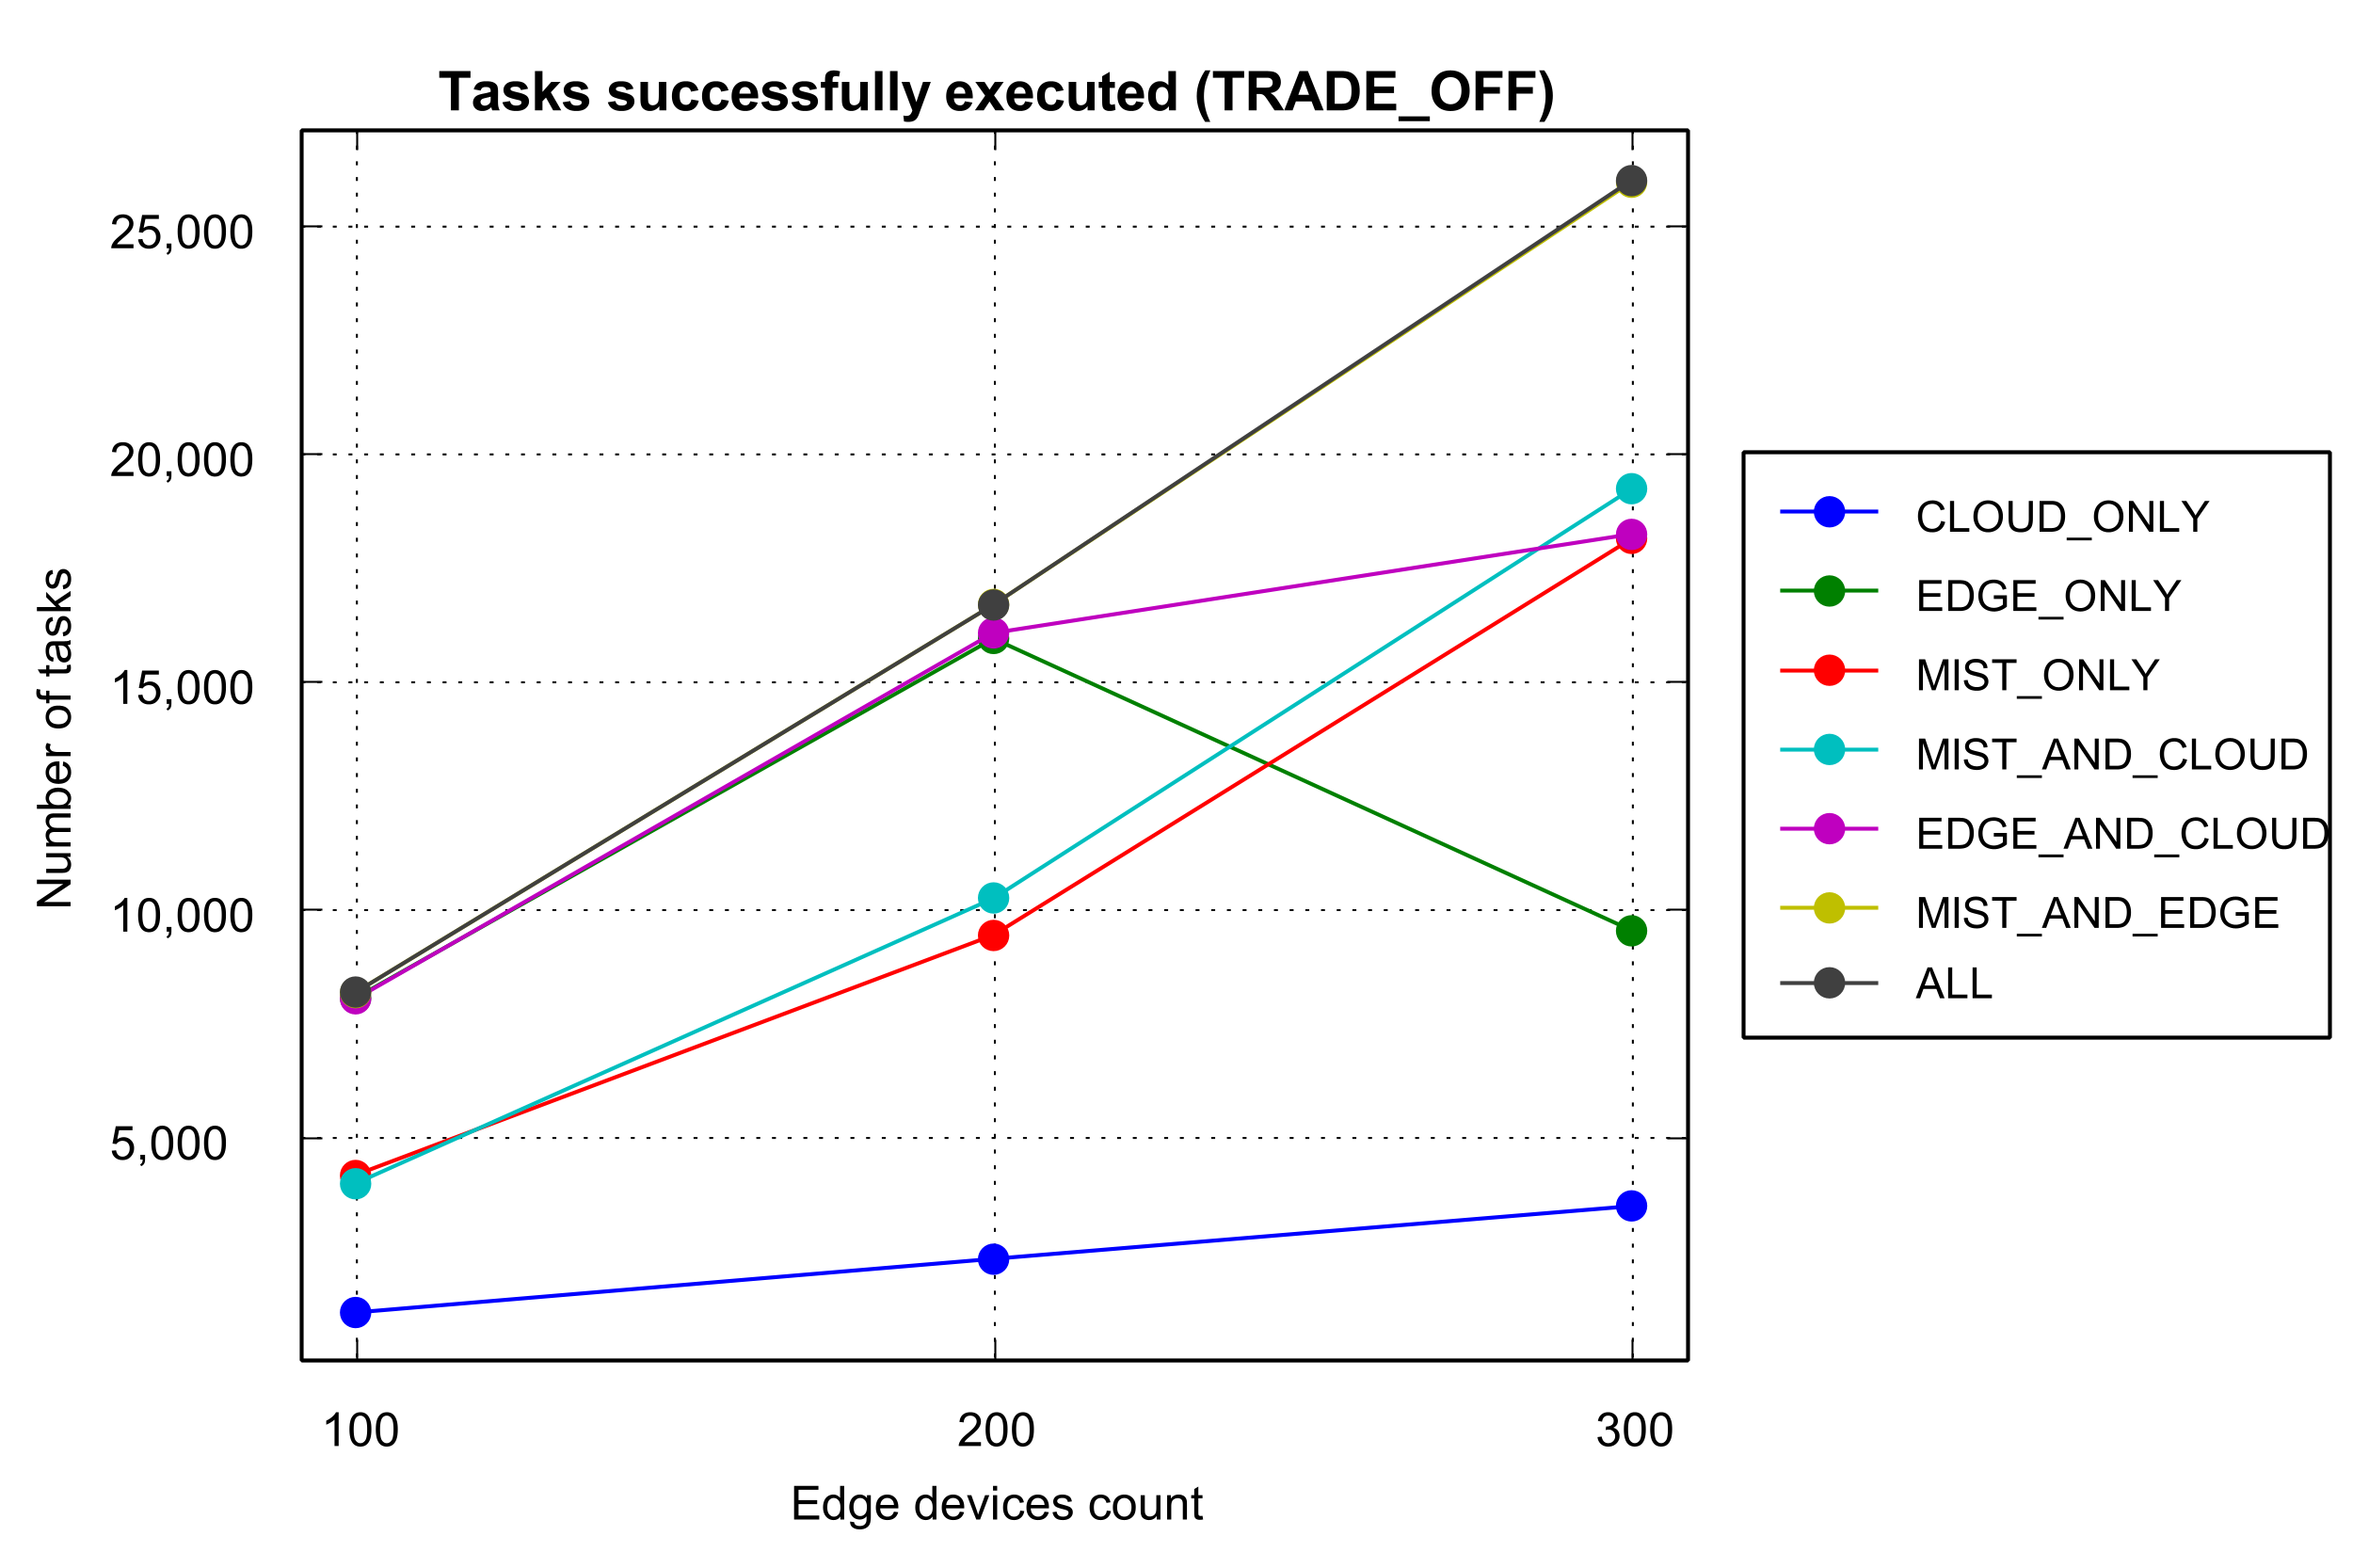 Tasks successfully executed (TRADE_OFF)
25,000
20,000
15,000
10,000
5,000
Number of tasks
100
200
300
Edge devices count
CLOUD_ONLY
EDGE_ONLY
MIST_ONLY
MIST_AND_CLOUD
EDGE_AND_CLOUD
MIST_AND_EDGE
ALL